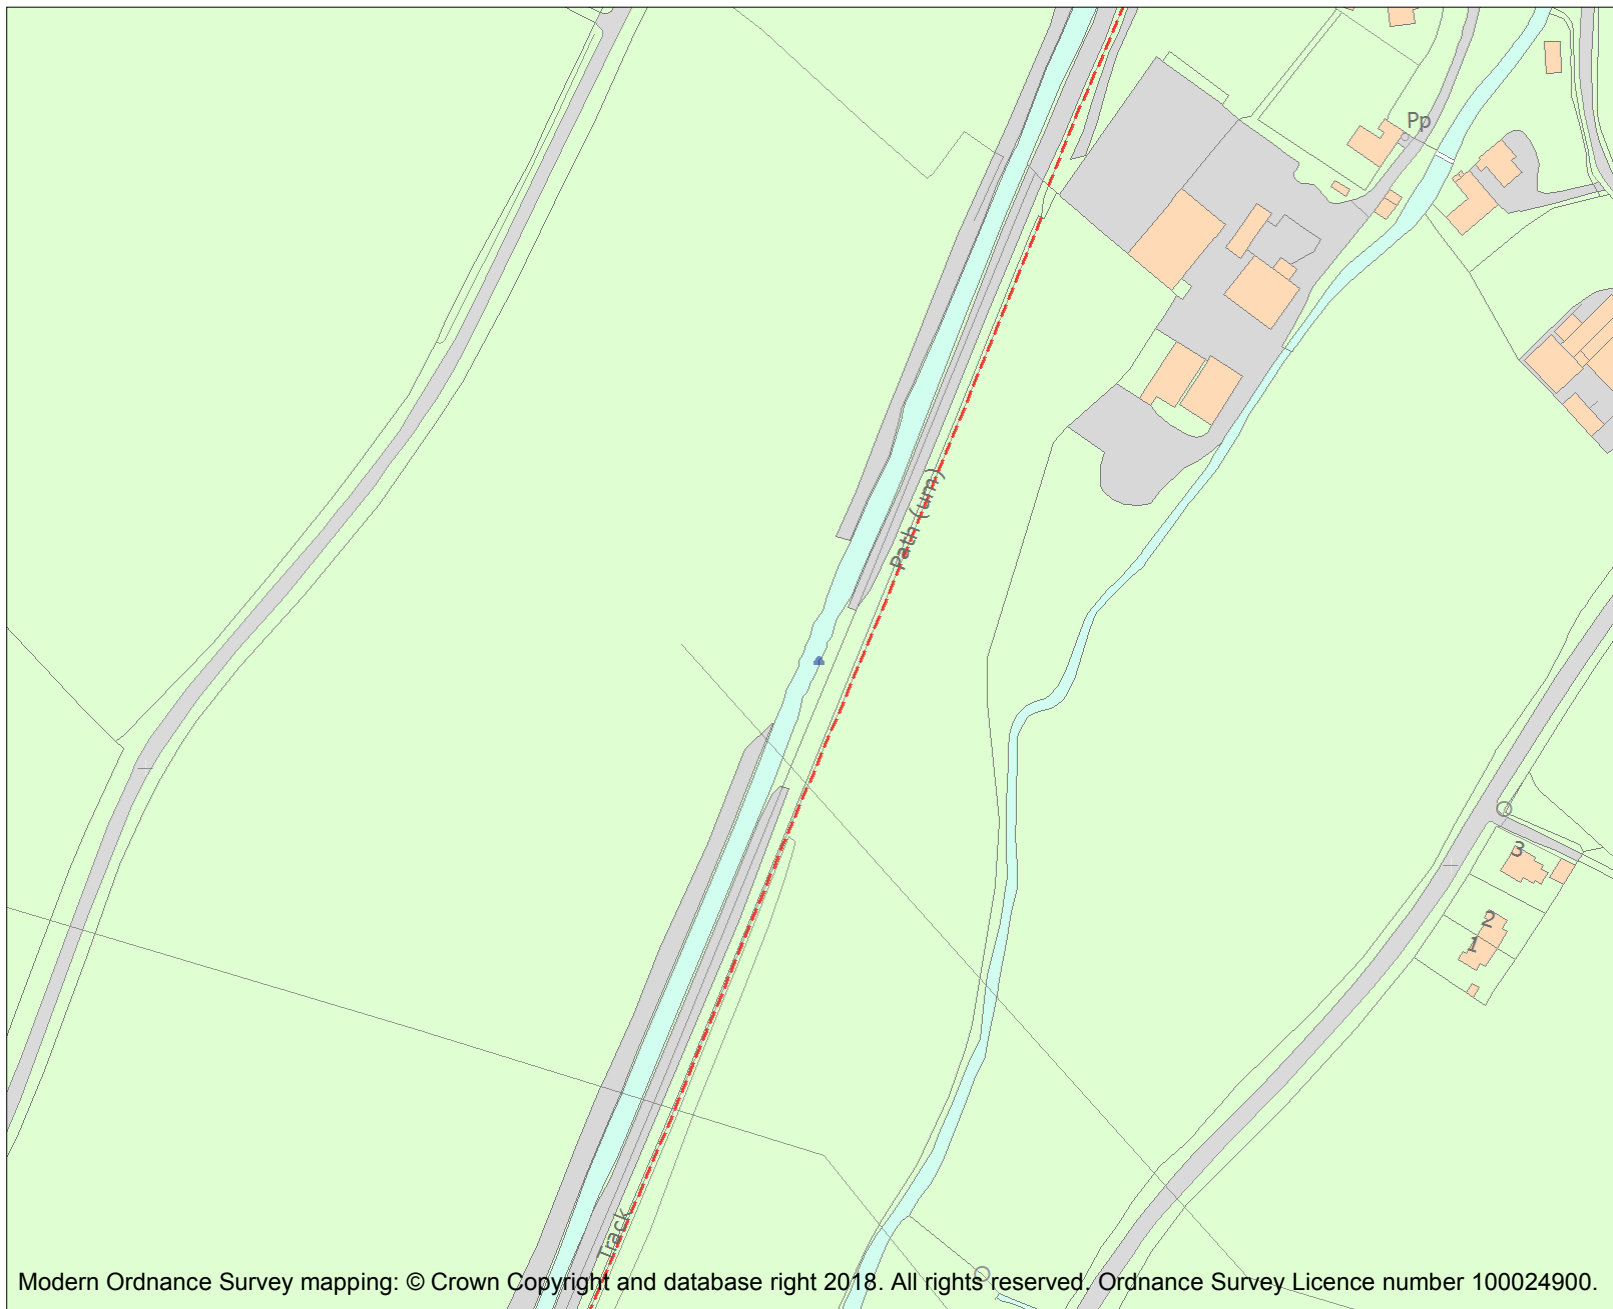 Pp
Path (um)
3
2
1
Track
Modern Ordnance Survey mapping: © Crown Copyright and database right 2018. All rights reserved. Ordnance Survey Licence number 100024900.